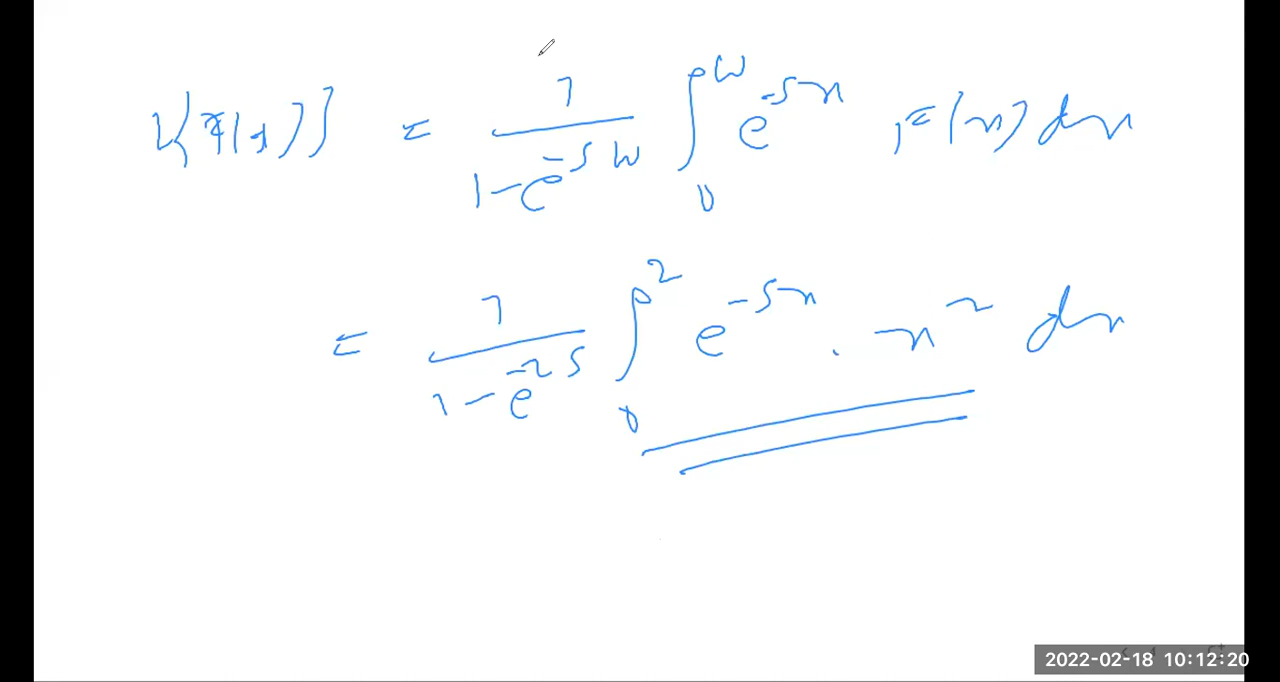 L{F(x)} = 1/(1-e^{-sω}) ∫_0^ω e^{-sx} F(x) dx
= 1/(1-e^{-2s}) ∫_0^2 e^{-sx} . x^2 dx
2022-02-18 10:12:20